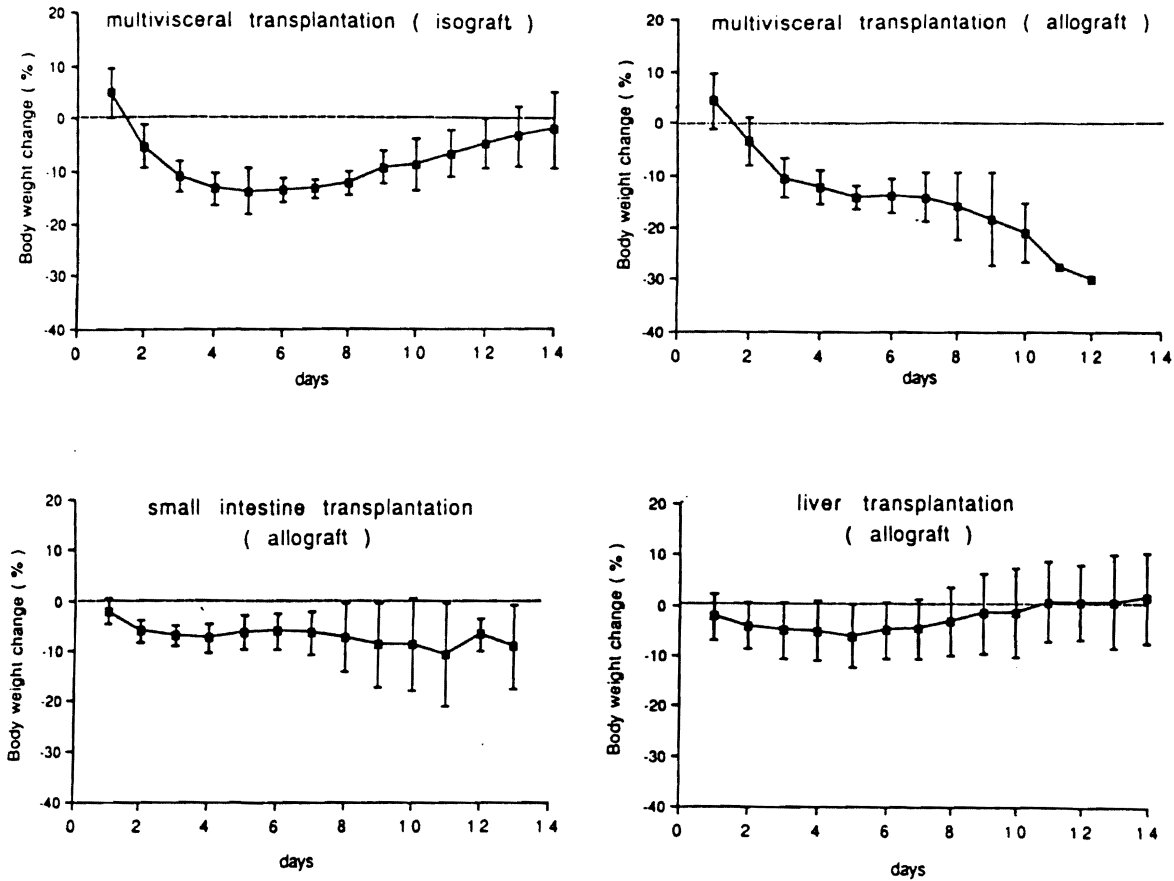 multivisceral transplantation ( isograft )
Body weight change ( % )
20
10
0
-10
-20
-30
-40
0 2 4 6 8 10 12 14
days
multivisceral transplantation ( allograft )
Body weight change ( % )
20
10
0
-10
-20
-30
-40
0 2 4 6 8 10 12 14
days
small intestine transplantation
( allograft )
Body weight change ( % )
20
10
0
-10
-20
-30
-40
0 2 4 6 8 10 12 14
days
liver transplantation
( allograft )
Body weight change ( % )
20
10
0
-10
-20
-30
-40
0 2 4 6 8 10 12 14
days